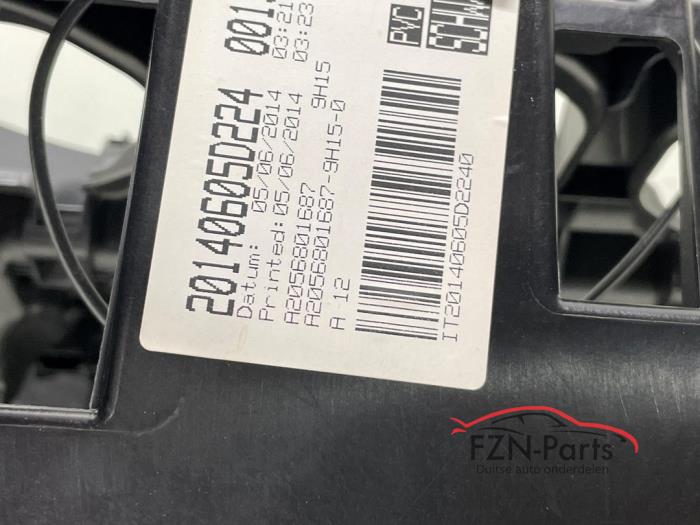 20140605D224 001
Datum: 05/06/2014 03:21
Printed: 05/06/2014 03:23
A2056801687
A2056801687-9H15-0 9H15
A 12
IT20140605D2240
PVC
SCHW
FZN-Parts
Duitse auto onderdelen